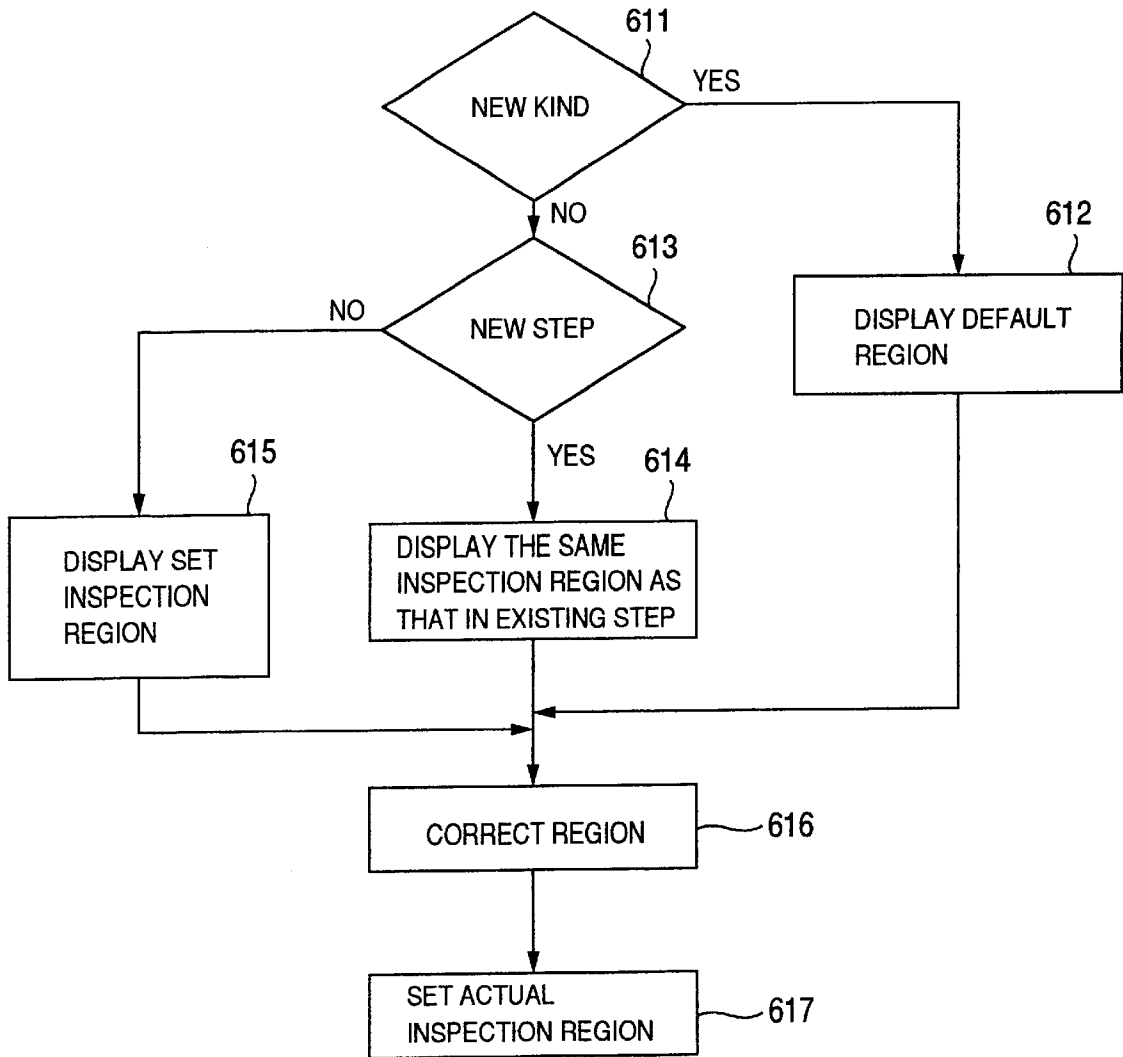 611
NEW KIND
YES
NO
612
613
NO
NEW STEP
DISPLAY DEFAULT
REGION
YES
615
614
DISPLAY SET
INSPECTION
REGION
DISPLAY THE SAME
INSPECTION REGION AS
THAT IN EXISTING STEP
CORRECT REGION
616
SET ACTUAL
INSPECTION REGION
617